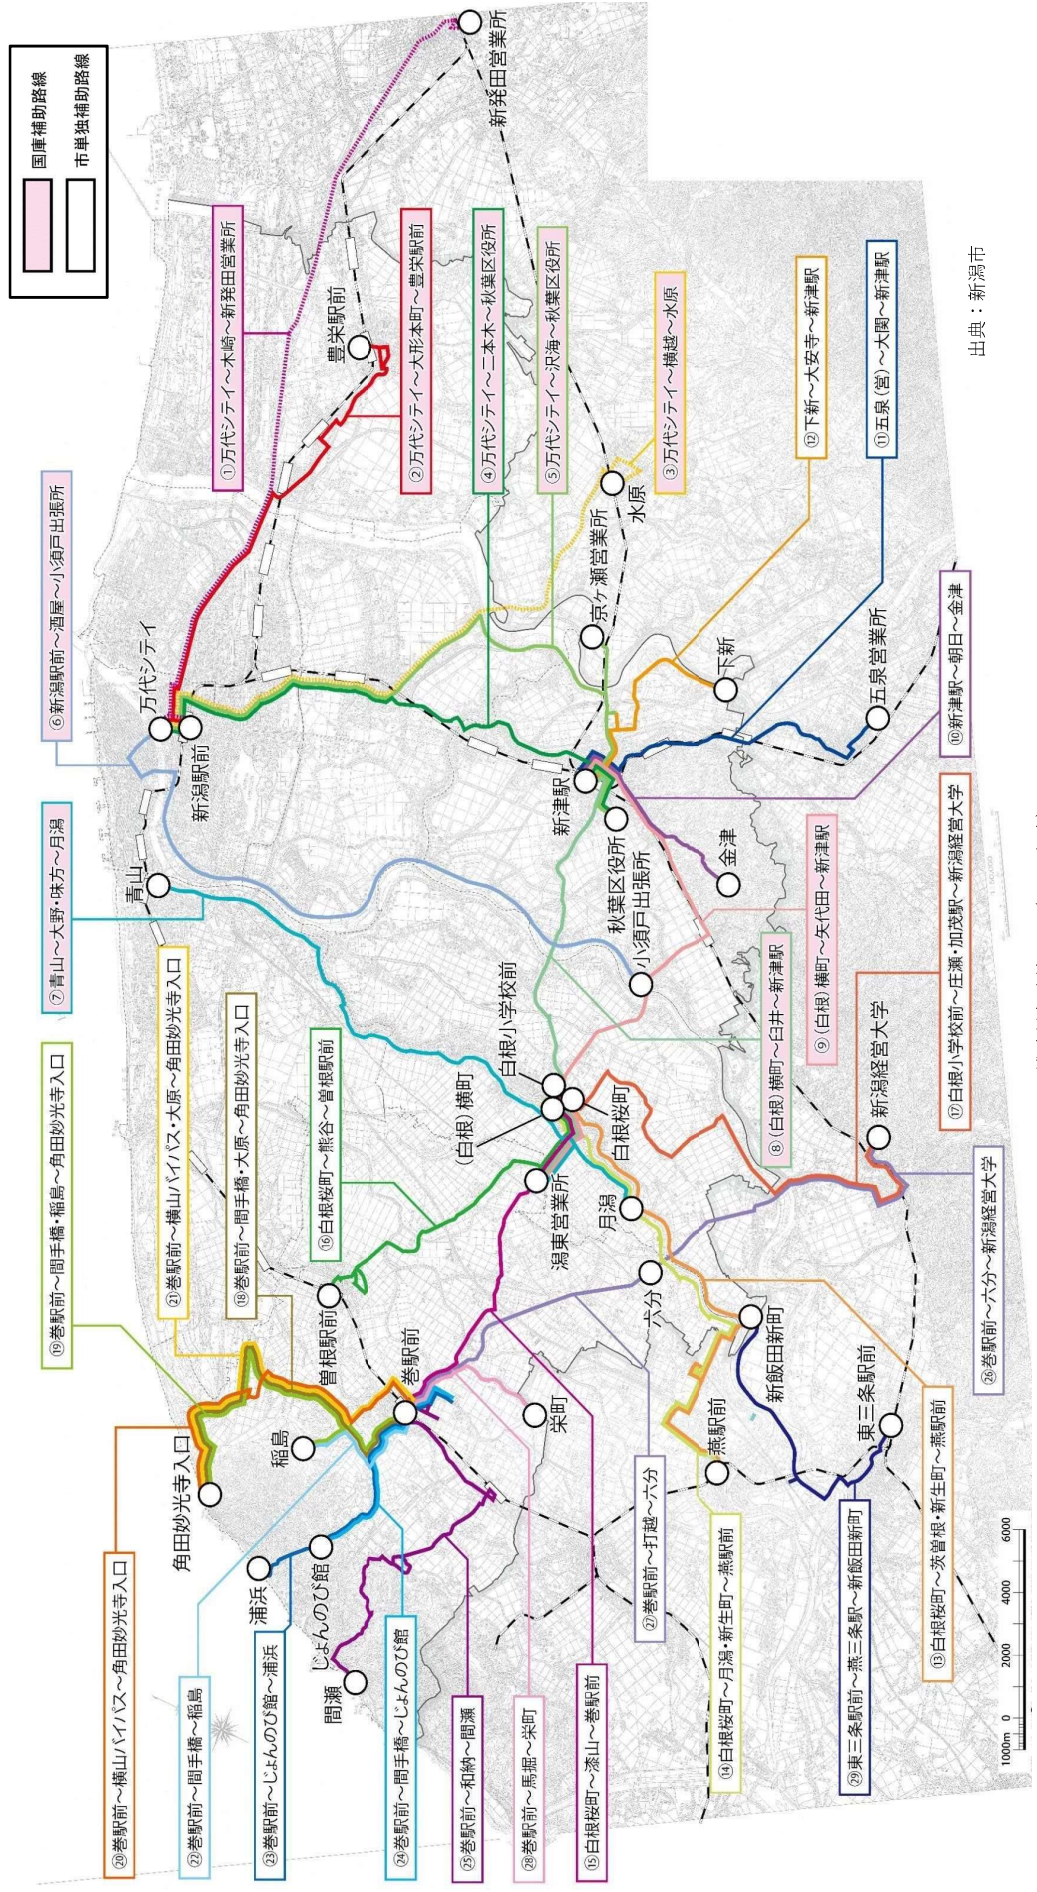 国庫補助路線
市単独補助路線
①万代シテイ～木崎～新発田営業所
②万代シテイ～大形本町～豊栄駅前
④万代シテイ～二本木～秋葉区役所
⑤万代シテイ～沢海～秋葉区役所
③万代シテイ～横越～水原
⑫下新～大安寺～新津駅
⑪五泉(営)～大関～新津駅
⑩新津駅～朝日～金津
⑥新潟駅前～酒屋～小須戸出張所
⑦青山～大野・味方～月潟
⑲巻駅前～間手橋・稲島～角田妙光寺入口
㉑巻駅前～横山バイパス・大原～角田妙光寺入口
⑱巻駅前～間手橋・大原～角田妙光寺入口
⑯白根桜町～熊谷～曽根駅前
⑧(白根)横町～臼井～新津駅
⑨(白根)横町～矢代田～新津駅
⑰白根小学校前～庄瀬・加茂駅～新潟経営大学
㉖巻駅前～六分～新潟経営大学
⑳巻駅前～横山バイパス～角田妙光寺入口
㉒巻駅前～間手橋～稲島
㉓巻駅前～じょんのび館～浦浜
㉔巻駅前～間手橋～じょんのび館
㉕巻駅前～和納～間瀬
㉘巻駅前～馬堀～栄町
⑮白根桜町～漆山～巻駅前
㉗巻駅前～打越～六分
⑭白根桜町～月潟・新生町～燕駅前
㉙東三条駅前～燕三条駅～新飯田新町
⑬白根桜町～茨曽根・新生町～燕駅前
新発田営業所
豊栄駅前
水原
京ヶ瀬営業所
万代シテイ
新潟駅前
青山
下新
五泉営業所
新津駅
秋葉区役所
小須戸出張所
金津
白根小学校前
(白根)横町
白根桜町
新潟経営大学
潟東営業所
月潟
六分
曽根駅前
巻駅前
新飯田新町
東三条駅前
燕駅前
栄町
稲島
角田妙光寺入口
浦浜
じょんのび館
間瀬
出典：新潟市
1000m 0 2000 4000 6000